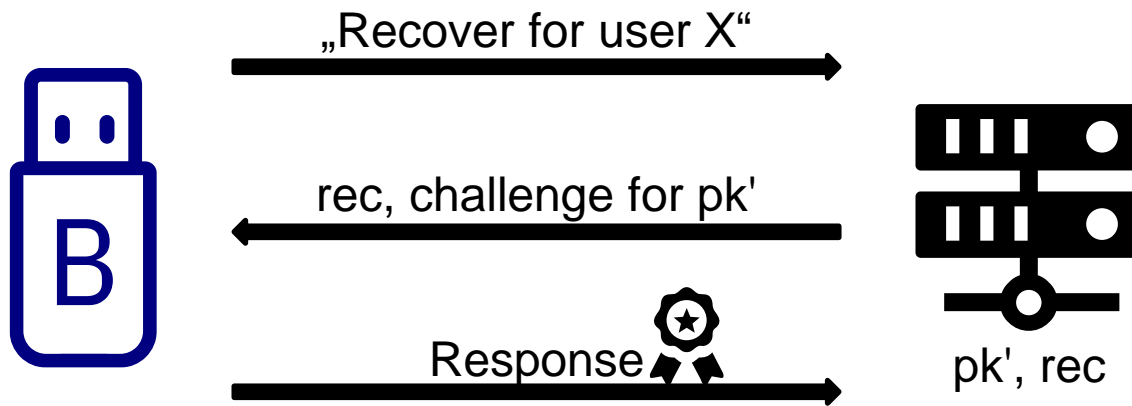 „Recover for user X“
rec, challenge for pk'
B
Response
pk', rec